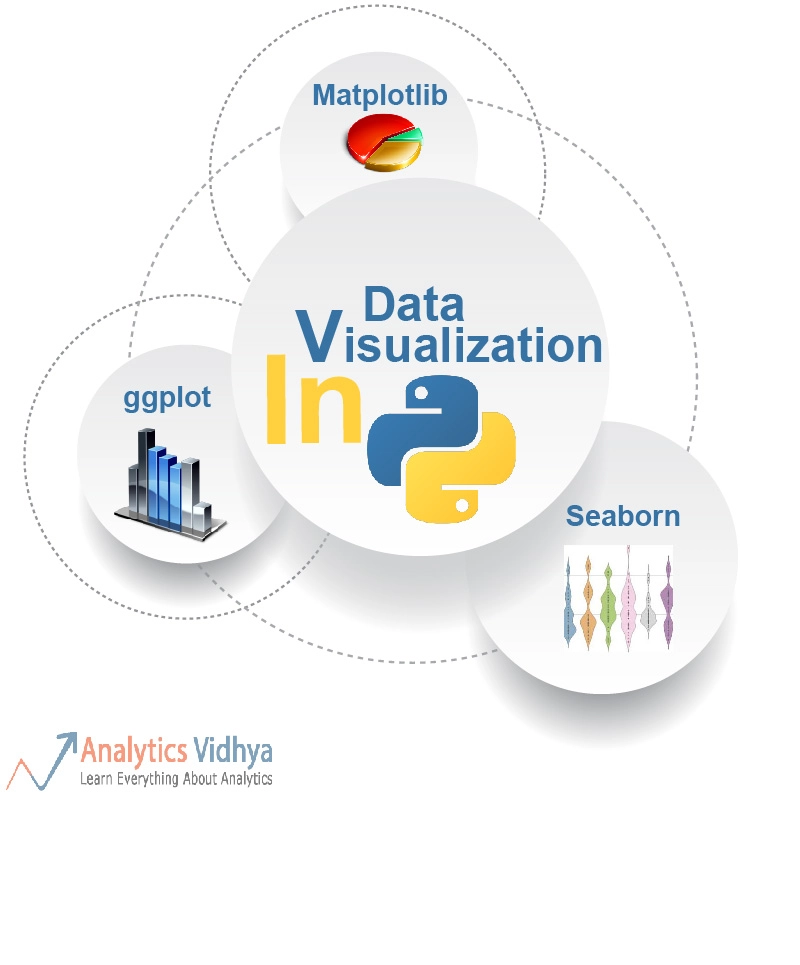 Matplotlib
Data
Visualization
In
ggplot
Seaborn
Analytics Vidhya
Learn Everything About Analytics